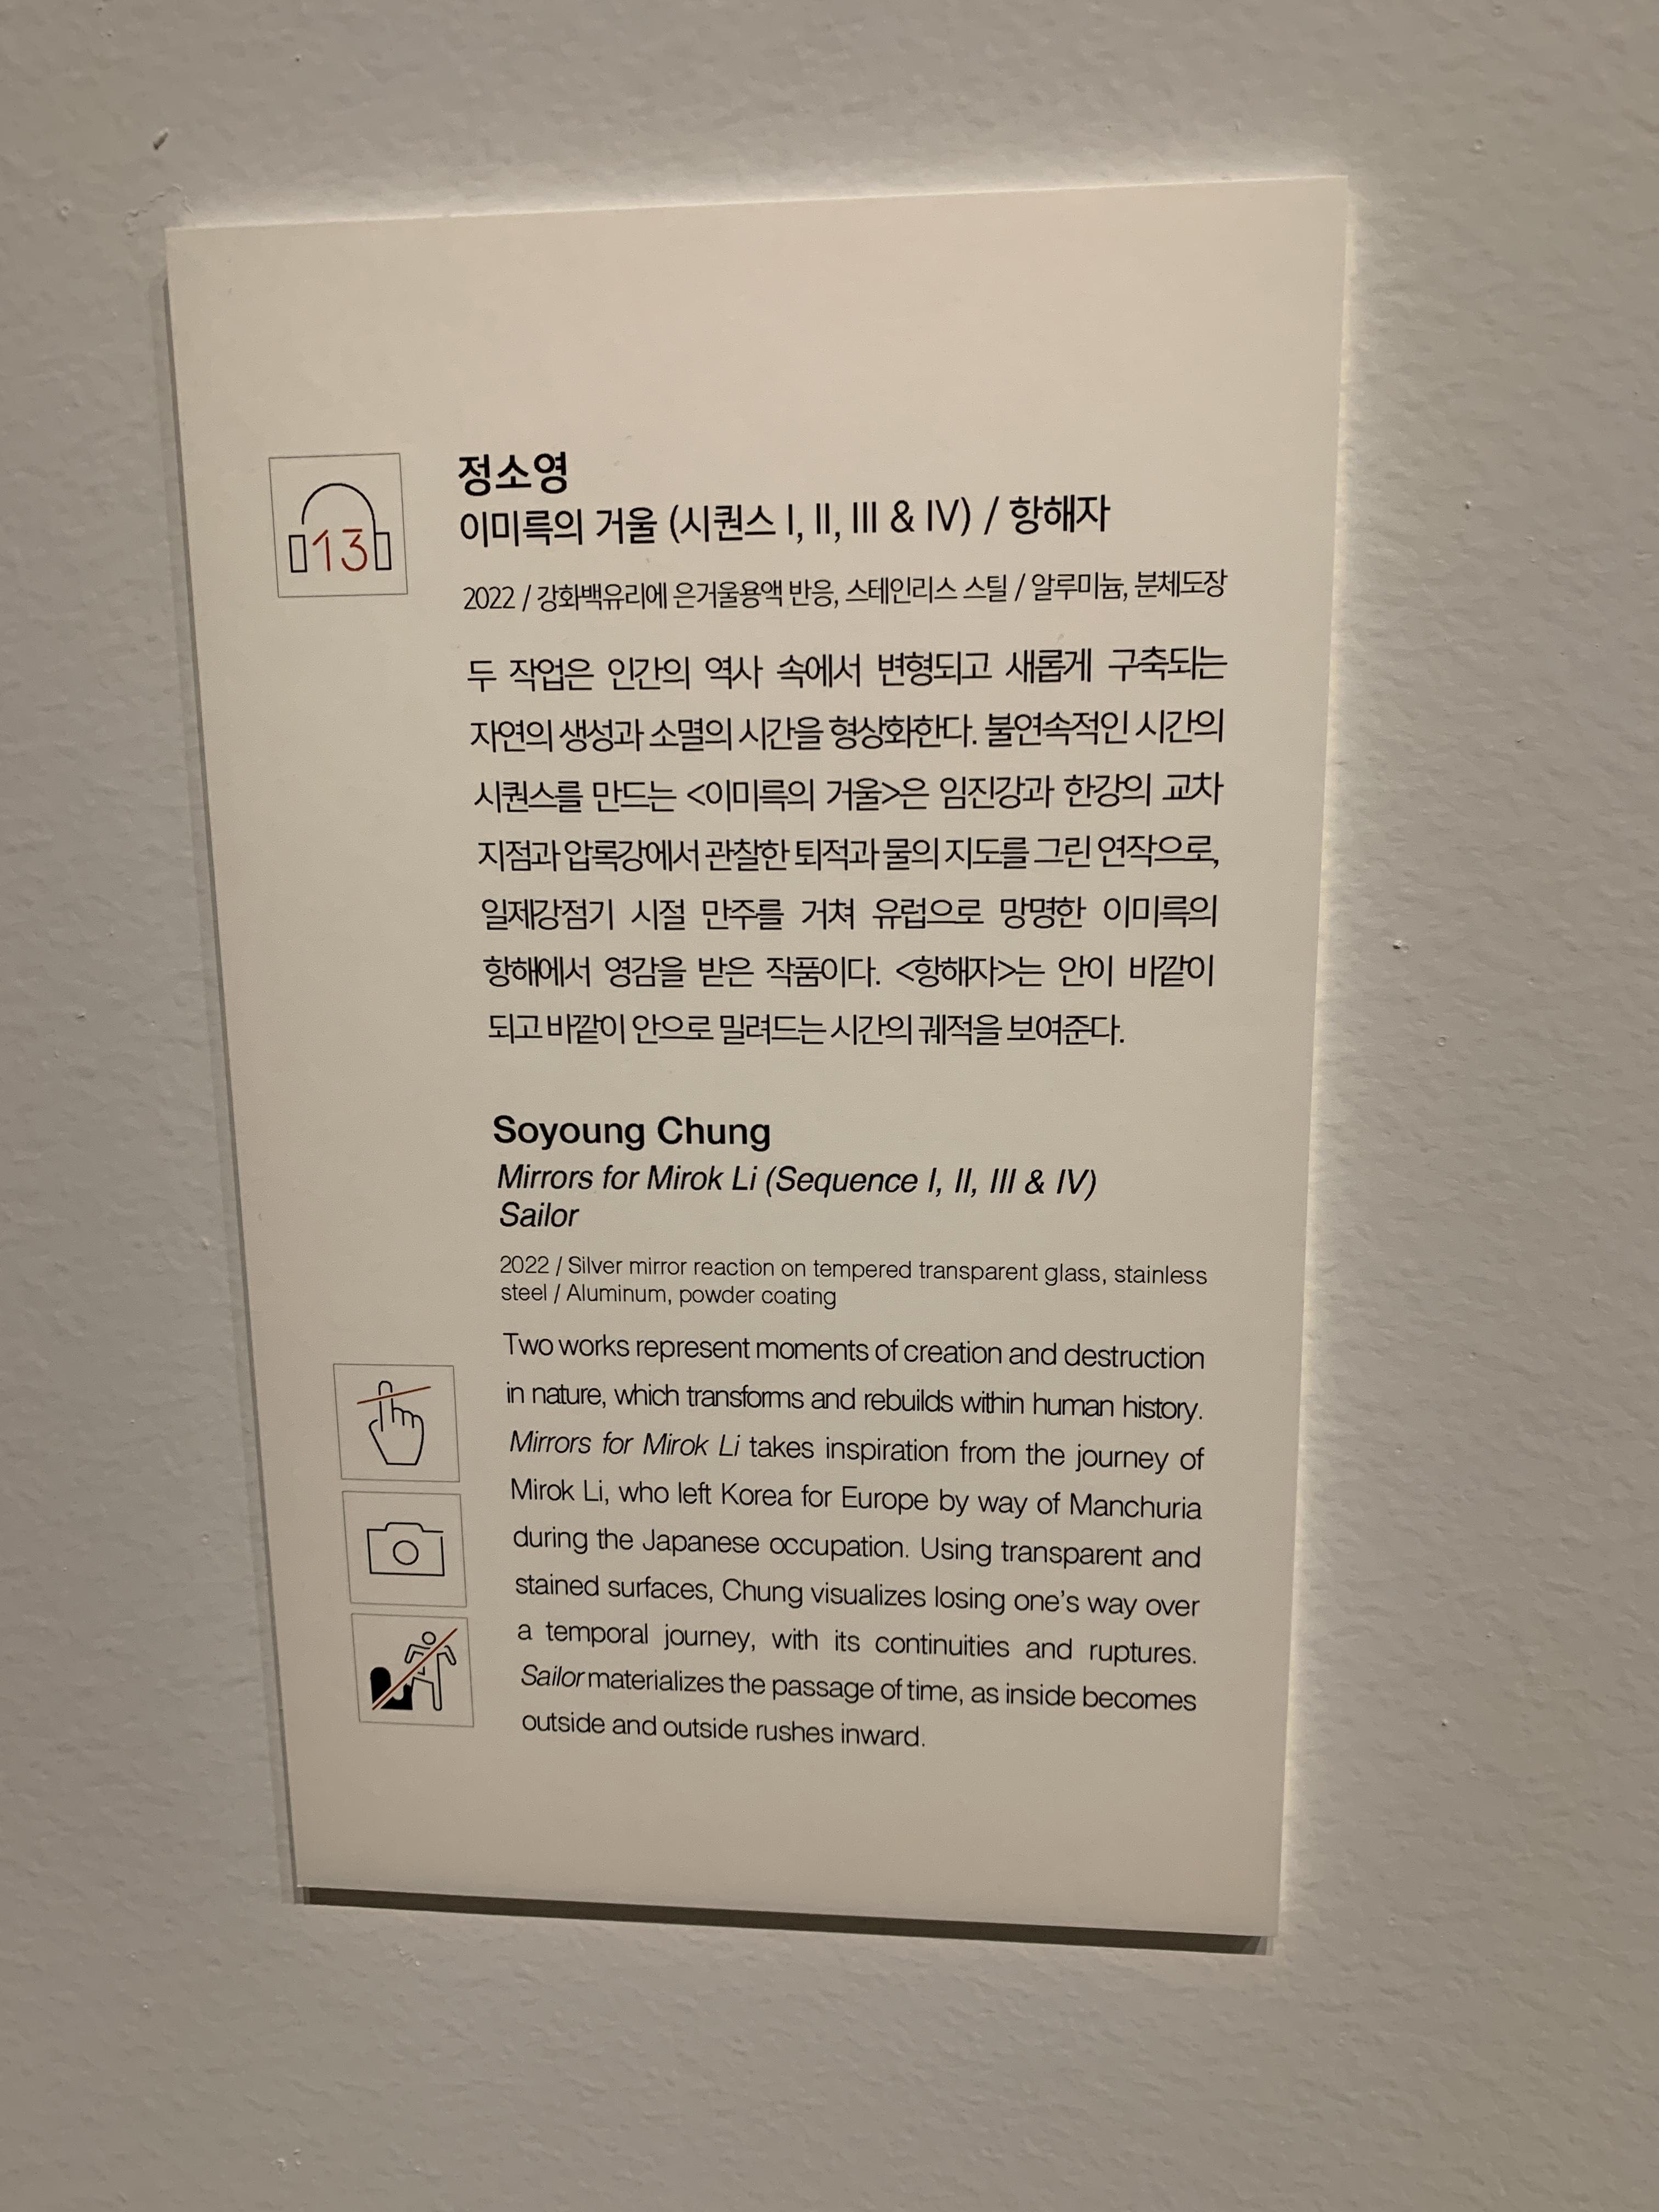 13
정소영
이미륵의 거울 (시퀀스 I, II, III & IV) / 항해자
2022 / 강화백유리에 은거울용액 반응, 스테인리스 스틸 / 알루미늄, 분체도장
두 작업은 인간의 역사 속에서 변형되고 새롭게 구축되는
자연의 생성과 소멸의 시간을 형상화한다. 불연속적인 시간의
시퀀스를 만드는 <이미륵의 거울>은 임진강과 한강의 교차
지점과 압록강에서 관찰한 퇴적과 물의 지도를 그린 연작으로,
일제강점기 시절 만주를 거쳐 유럽으로 망명한 이미륵의
항해에서 영감을 받은 작품이다. <항해자>는 안이 바깥이
되고 바깥이 안으로 밀려드는 시간의 궤적을 보여준다.
Soyoung Chung
Mirrors for Mirok Li (Sequence I, II, III & IV)
Sailor
2022 / Silver mirror reaction on tempered transparent glass, stainless
steel / Aluminum, powder coating
Two works represent moments of creation and destruction
in nature, which transforms and rebuilds within human history.
Mirrors for Mirok Li takes inspiration from the journey of
Mirok Li, who left Korea for Europe by way of Manchuria
during the Japanese occupation. Using transparent and
stained surfaces, Chung visualizes losing one's way over
a temporal journey, with its continuities and ruptures.
Sailor materializes the passage of time, as inside becomes
outside and outside rushes inward.